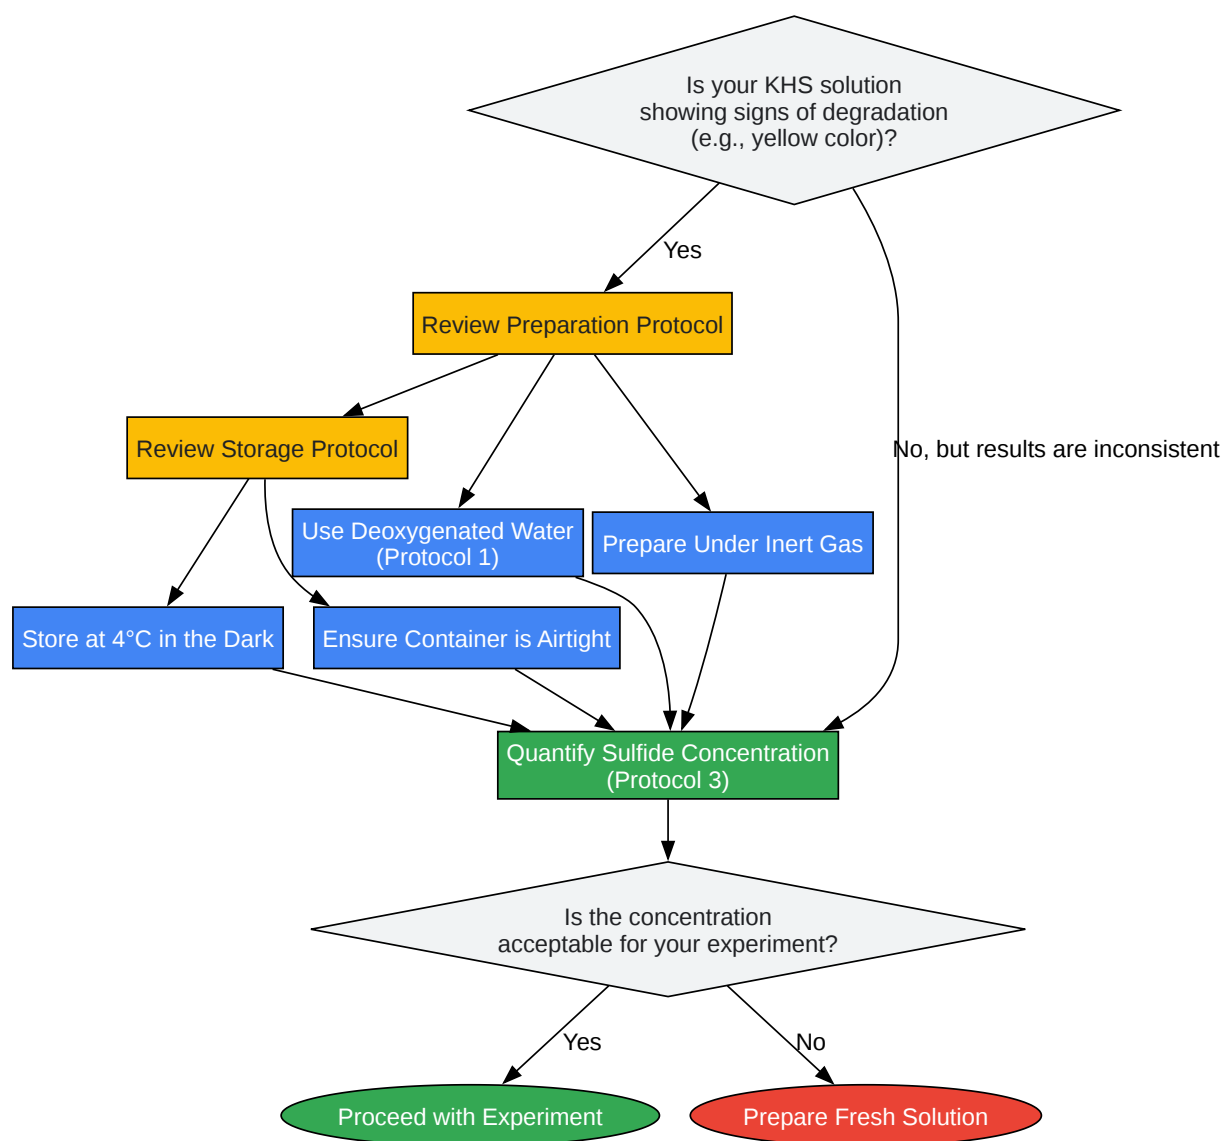 Is your KHS solution
showing signs of degradation
(e.g., yellow color)?
Yes
Review Preparation Protocol
Review Storage Protocol
No, but results are inconsistent
Use Deoxygenated Water
(Protocol 1)
Prepare Under Inert Gas
Store at 4°C in the Dark
Ensure Container is Airtight
Quantify Sulfide Concentration
(Protocol 3)
Is the concentration
acceptable for your experiment?
Yes
No
Proceed with Experiment
Prepare Fresh Solution